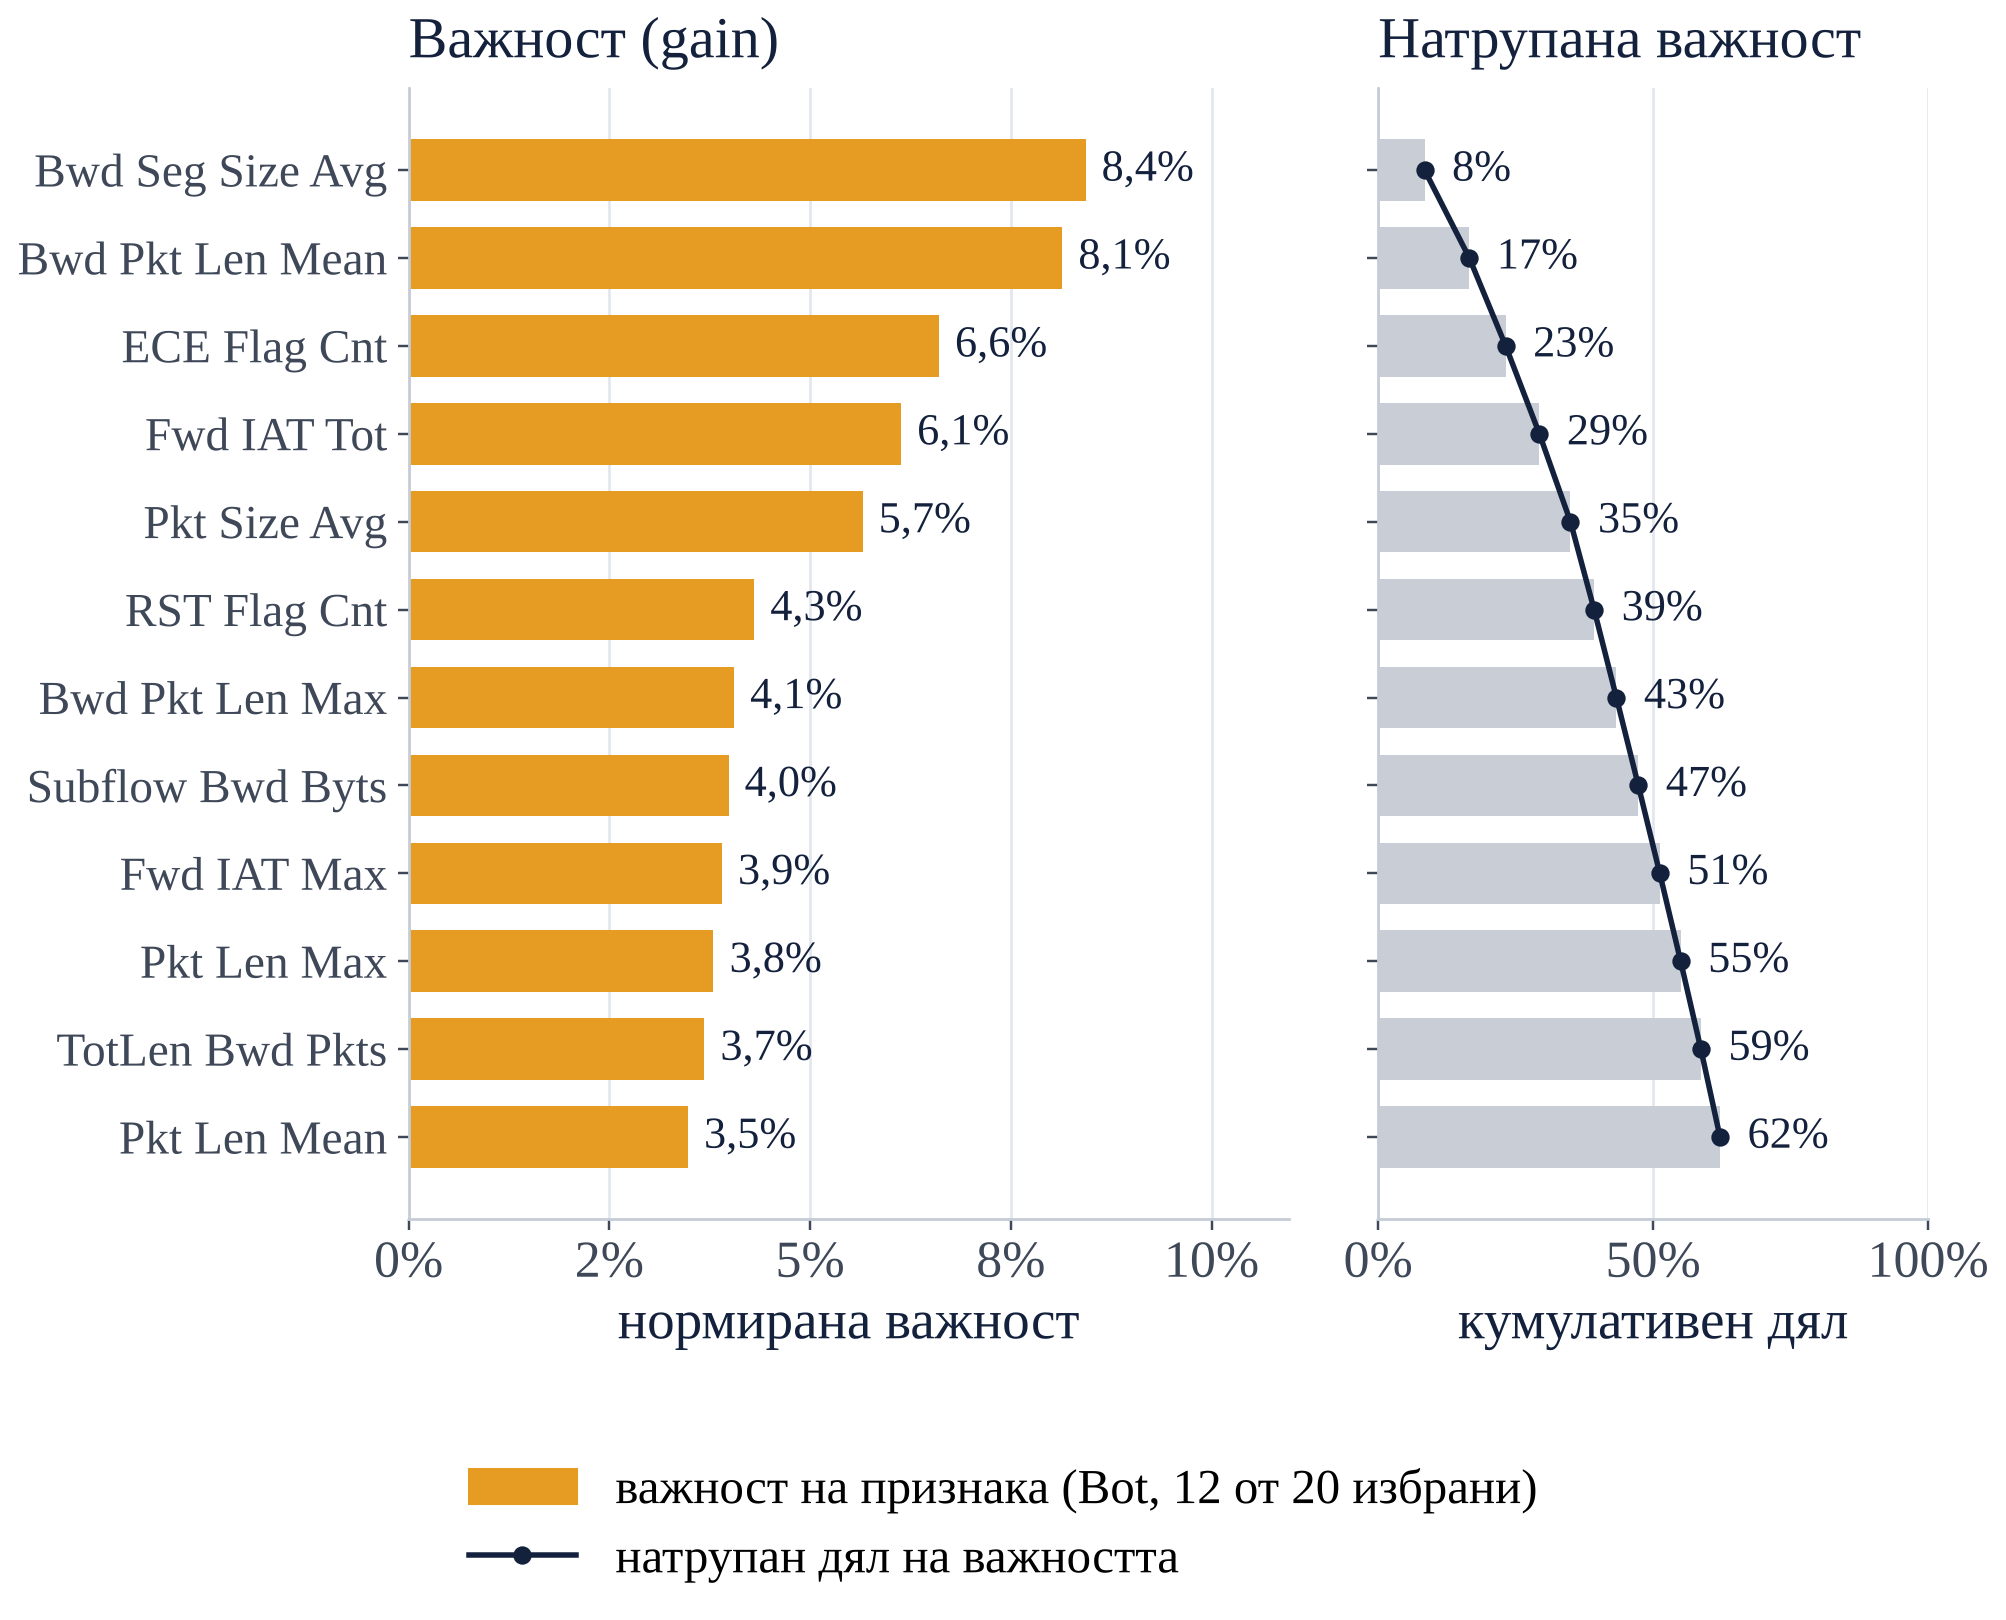 Важност (gain)
Натрупана важност
Bwd Seg Size Avg 8,4% 8%
Bwd Pkt Len Mean 8,1% 17%
ECE Flag Cnt 6,6% 23%
Fwd IAT Tot 6,1% 29%
Pkt Size Avg 5,7% 35%
RST Flag Cnt 4,3% 39%
Bwd Pkt Len Max 4,1% 43%
Subflow Bwd Byts 4,0% 47%
Fwd IAT Max 3,9% 51%
Pkt Len Max 3,8% 55%
TotLen Bwd Pkts 3,7% 59%
Pkt Len Mean 3,5% 62%
0% 2% 5% 8% 10% 0% 50% 100%
нормирана важност
кумулативен дял
важност на признака (Bot, 12 от 20 избрани)
натрупан дял на важността